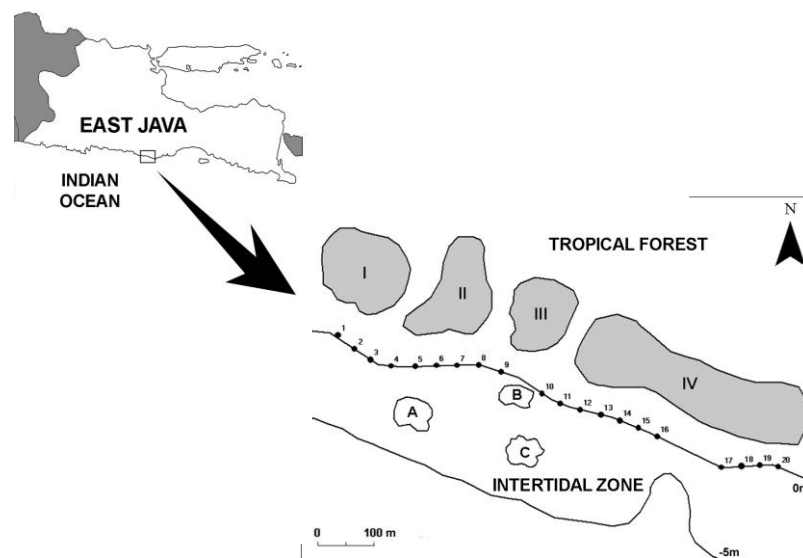 EAST JAVA
INDIAN
OCEAN
N
TROPICAL FOREST
I
II
III
IV
1
2
3
4
5
6
7
8
9
10
11
12
13
14
15
16
17
18
19
20
A
B
C
INTERTIDAL ZONE
0m
-5m
0
100 m